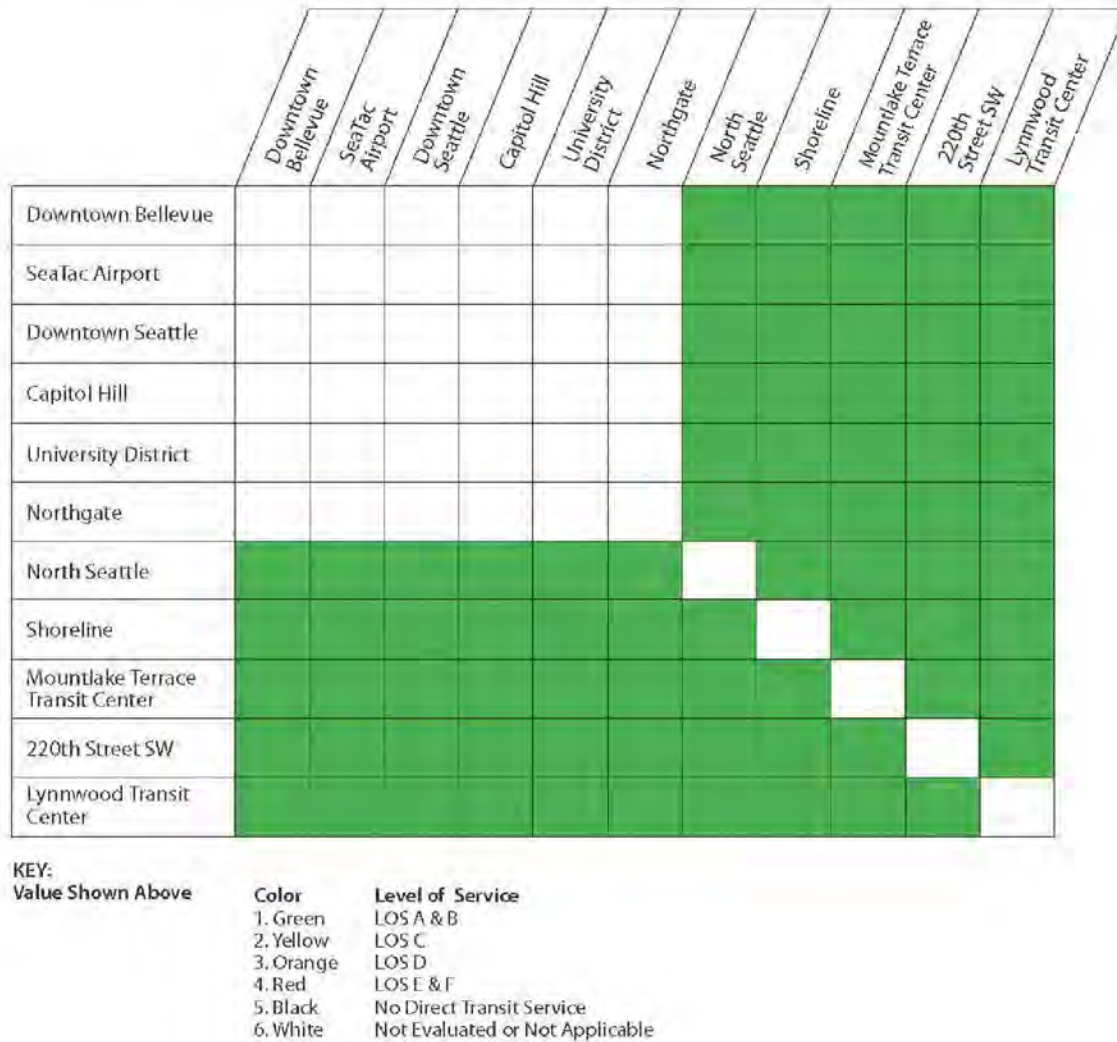 Downtown
Bellevue
SeaTac
Airport
Downtown
Seattle
Capitol Hill
University
District
Northgate
North
Seattle
Shoreline
Mountlake Terrace
Transit Center
220th
Street SW
Lynnwood
Transit Center
Downtown Bellevue
SeaTac Airport
Downtown Seattle
Capitol Hill
University District
Northgate
North Seattle
Shoreline
Mountlake Terrace
Transit Center
220th Street SW
Lynnwood Transit
Center
KEY:
Value Shown Above
Color Level of Service
1. Green LOS A & B
2. Yellow LOS C
3. Orange LOS D
4. Red LOS E & F
5. Black No Direct Transit Service
6. White Not Evaluated or Not Applicable